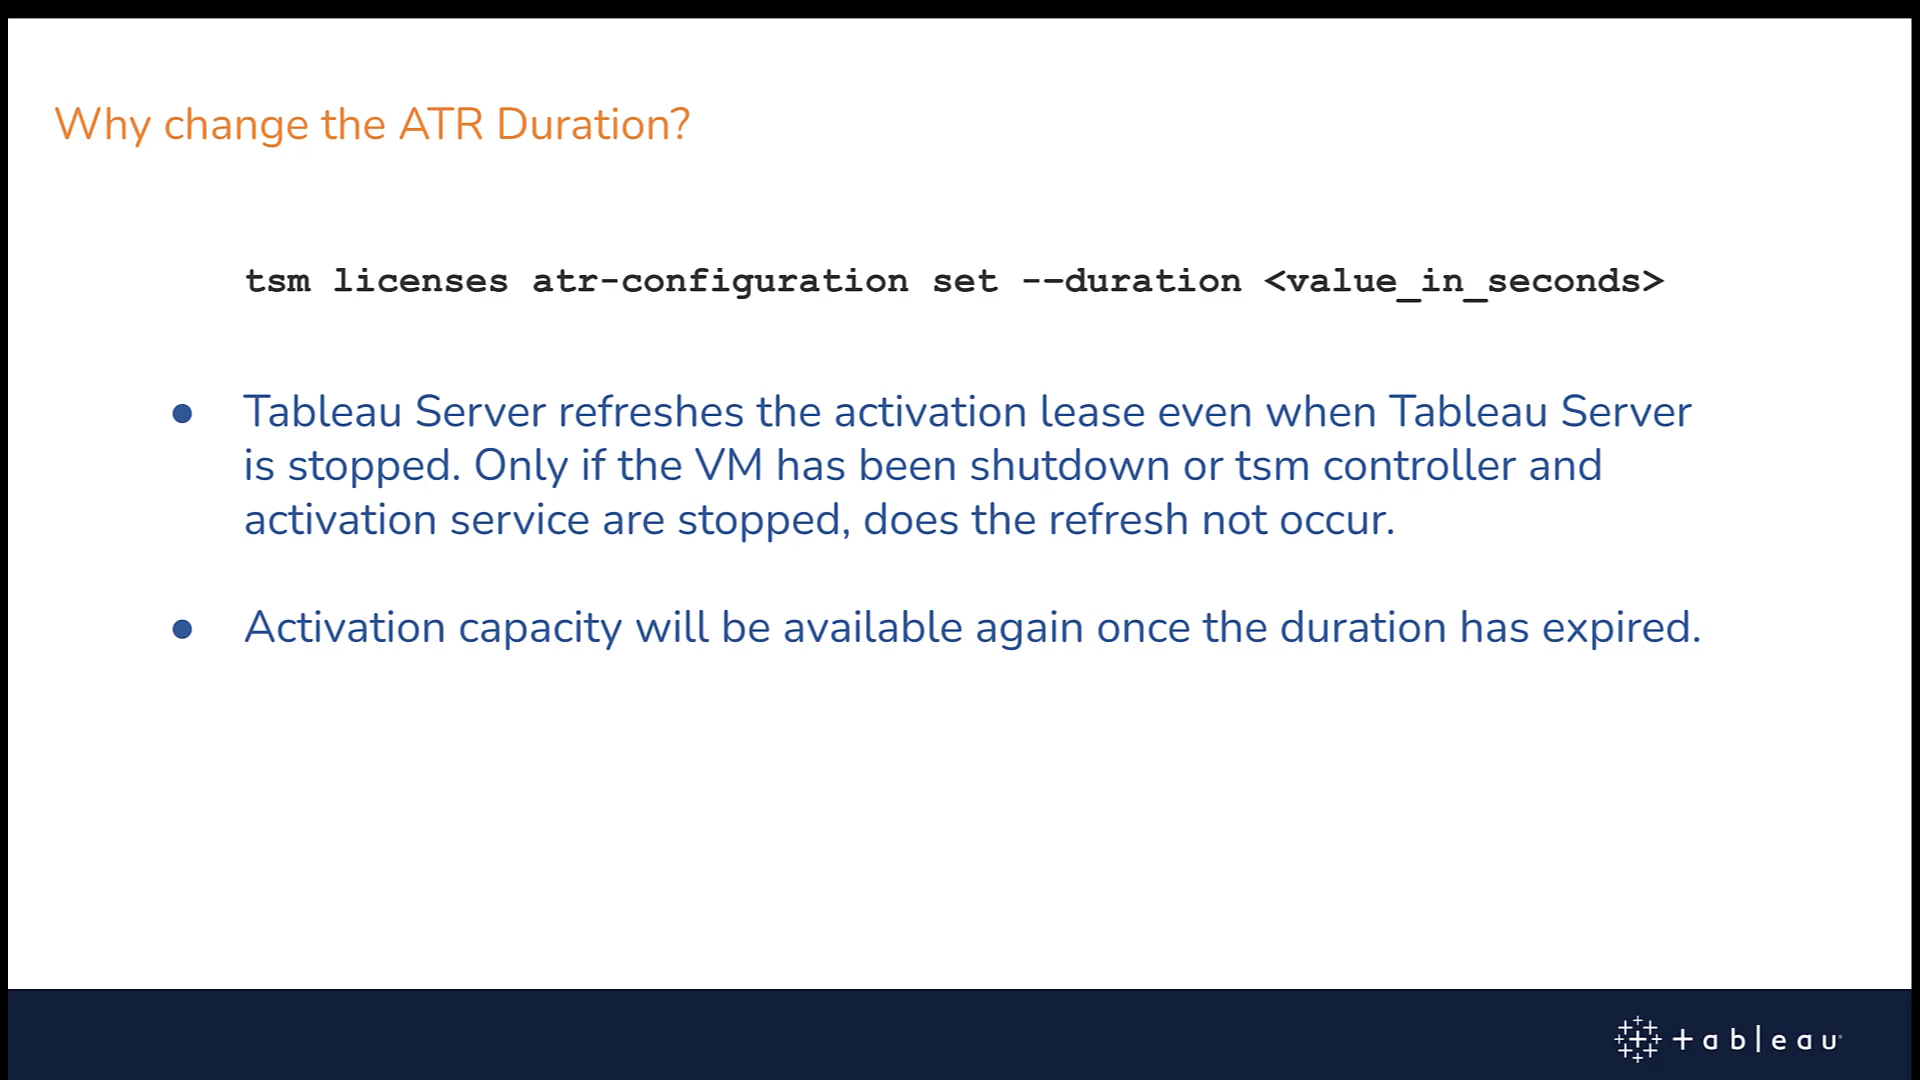 Why change the ATR Duration?
tsm licenses atr-configuration set --duration <value_in_seconds>
● Tableau Server refreshes the activation lease even when Tableau Server
is stopped. Only if the VM has been shutdown or tsm controller and
activation service are stopped, does the refresh not occur.
● Activation capacity will be available again once the duration has expired.
+ableau